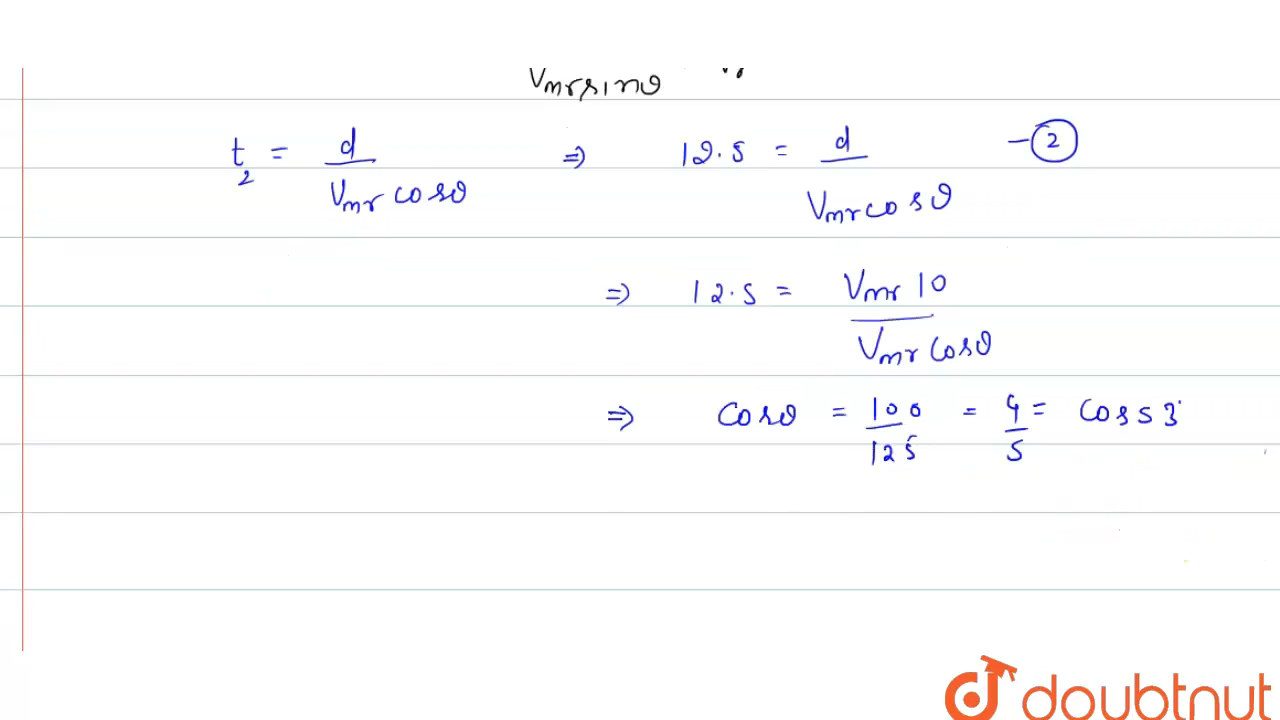 Vmr sinθ
t2 = d / Vmr cosθ ⇒ 12.5 = d / Vmr cosθ - 2
⇒ 12.5 = Vmr 10 / Vmr cosθ
⇒ Cosθ = 100 / 125 = 4 / 5 = Cos 53°
doubtnut